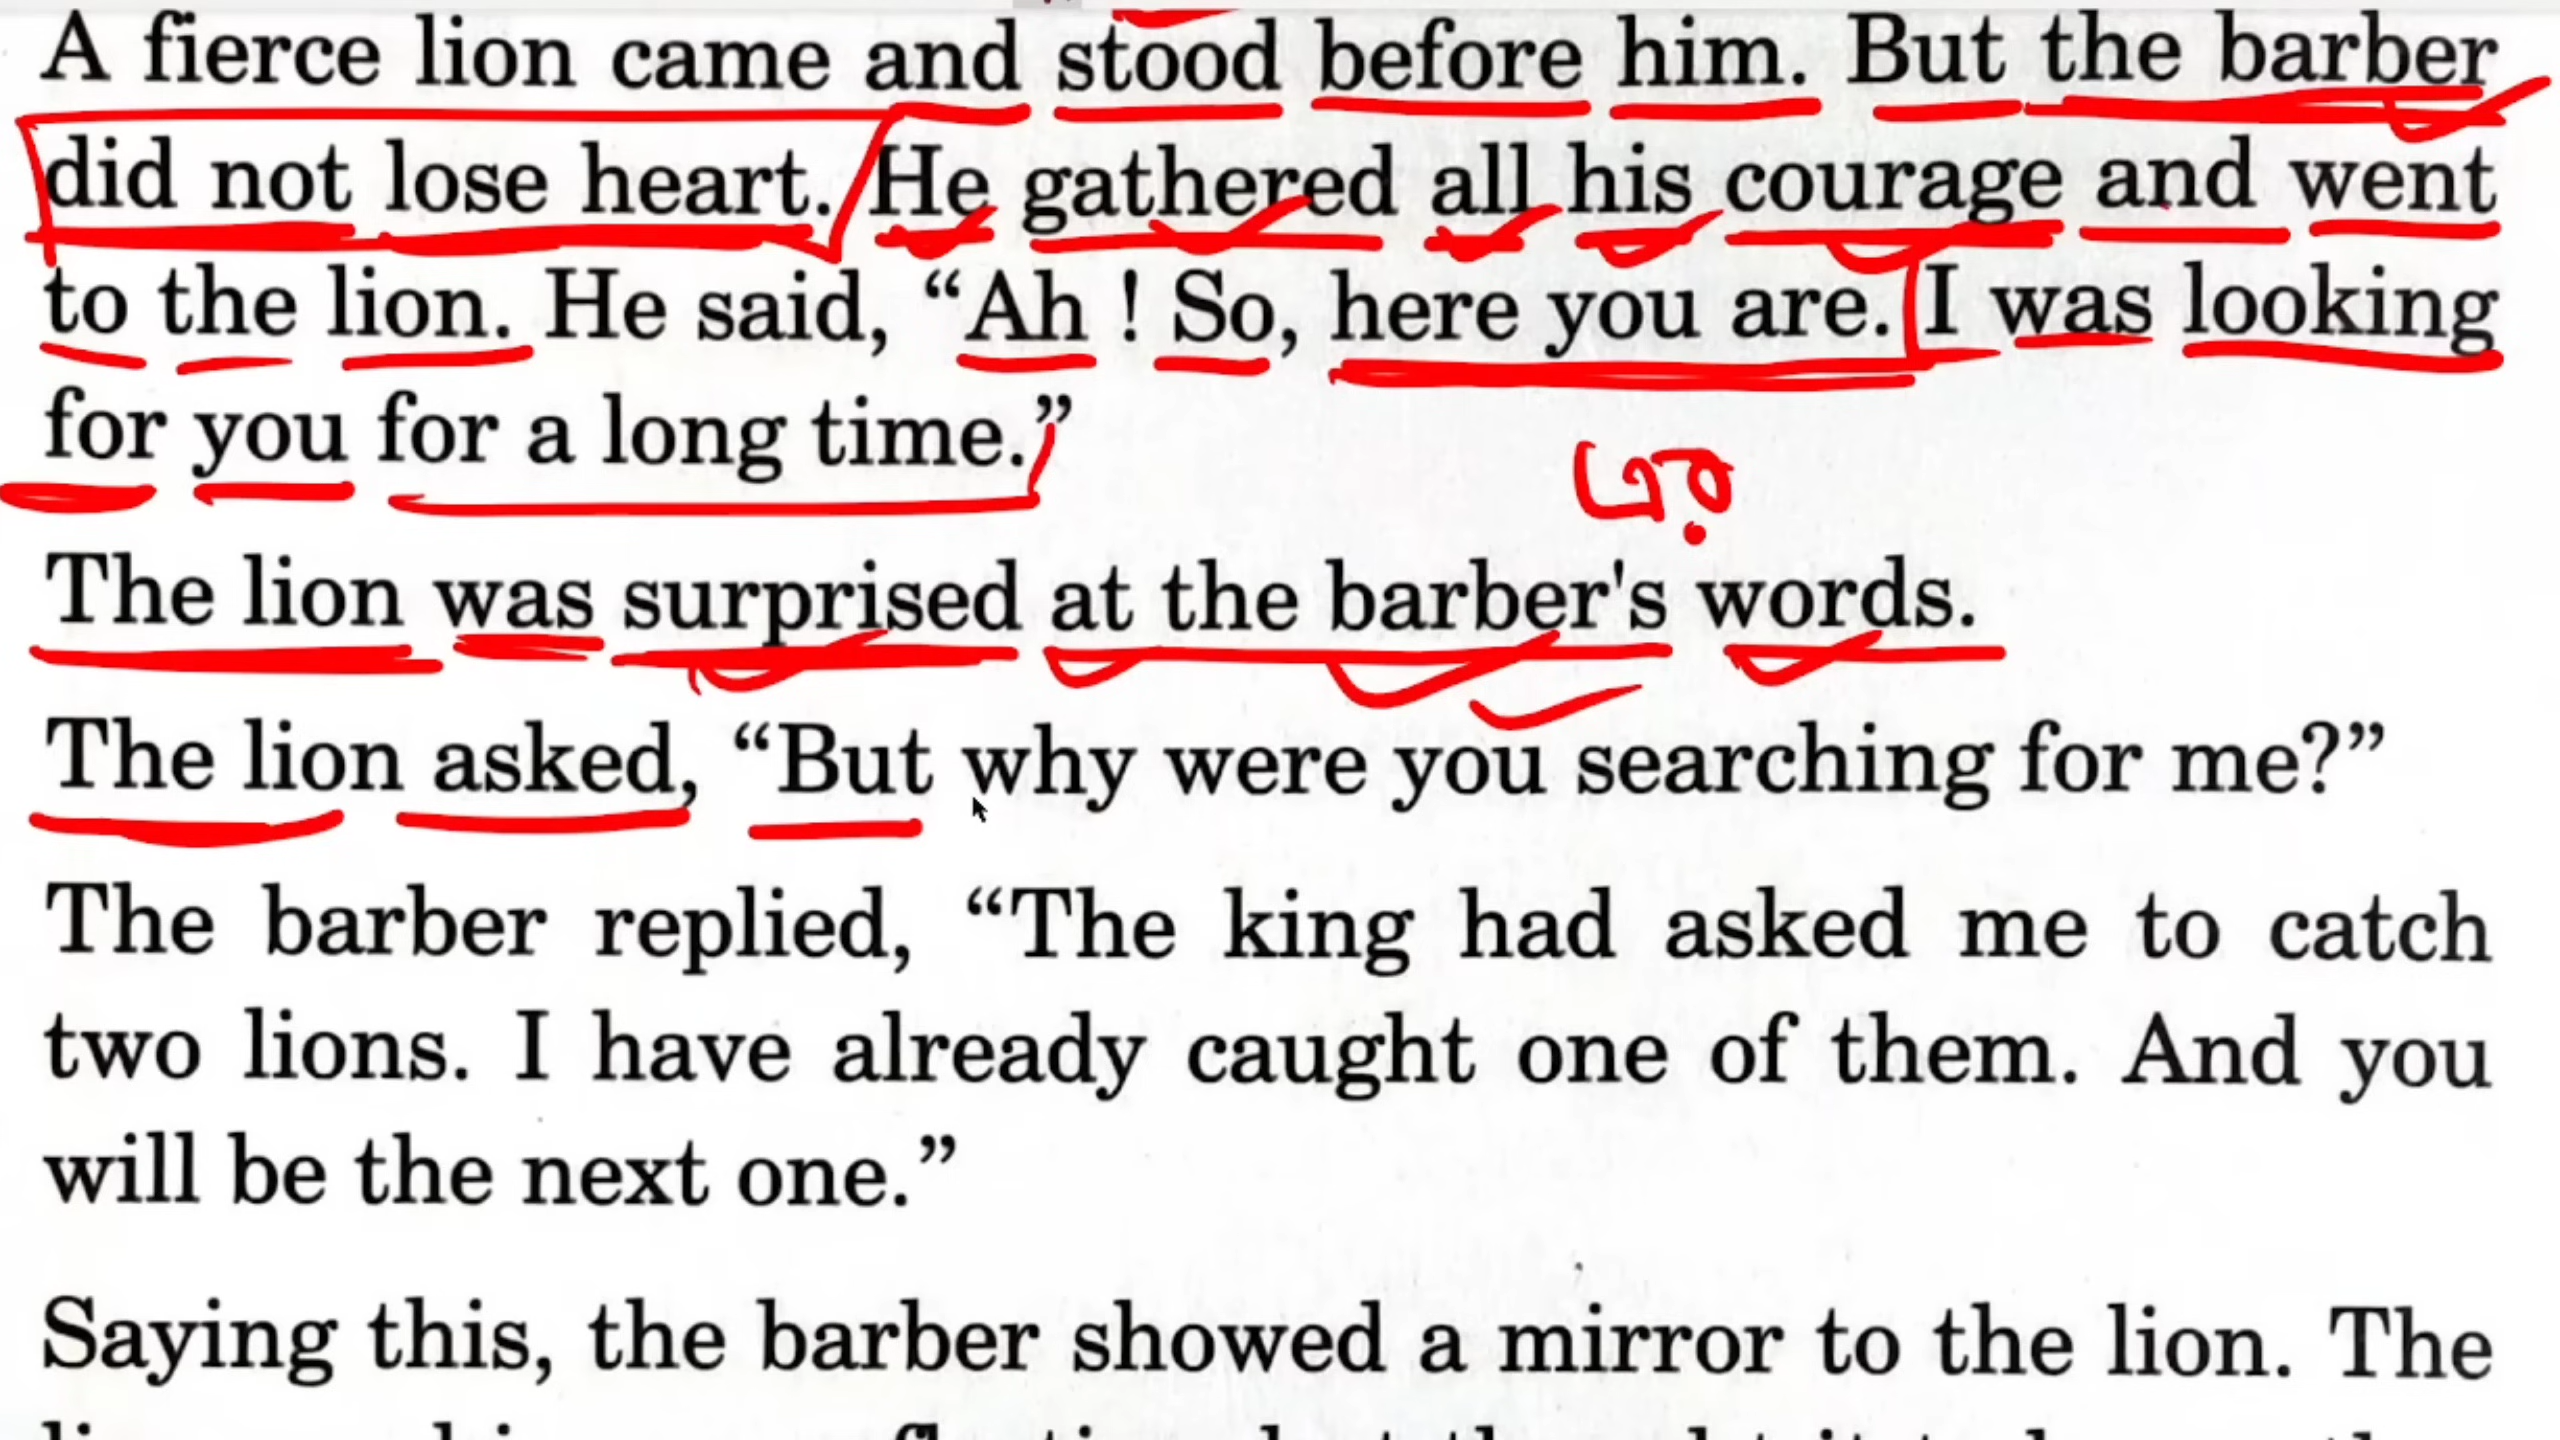 A fierce lion came and stood before him. But the barber
did not lose heart. He gathered all his courage and went
to the lion. He said, “Ah ! So, here you are. I was looking
for you for a long time.”
The lion was surprised at the barber's words.
The lion asked, “But why were you searching for me?”
The barber replied, “The king had asked me to catch
two lions. I have already caught one of them. And you
will be the next one.”
Saying this, the barber showed a mirror to the lion. The